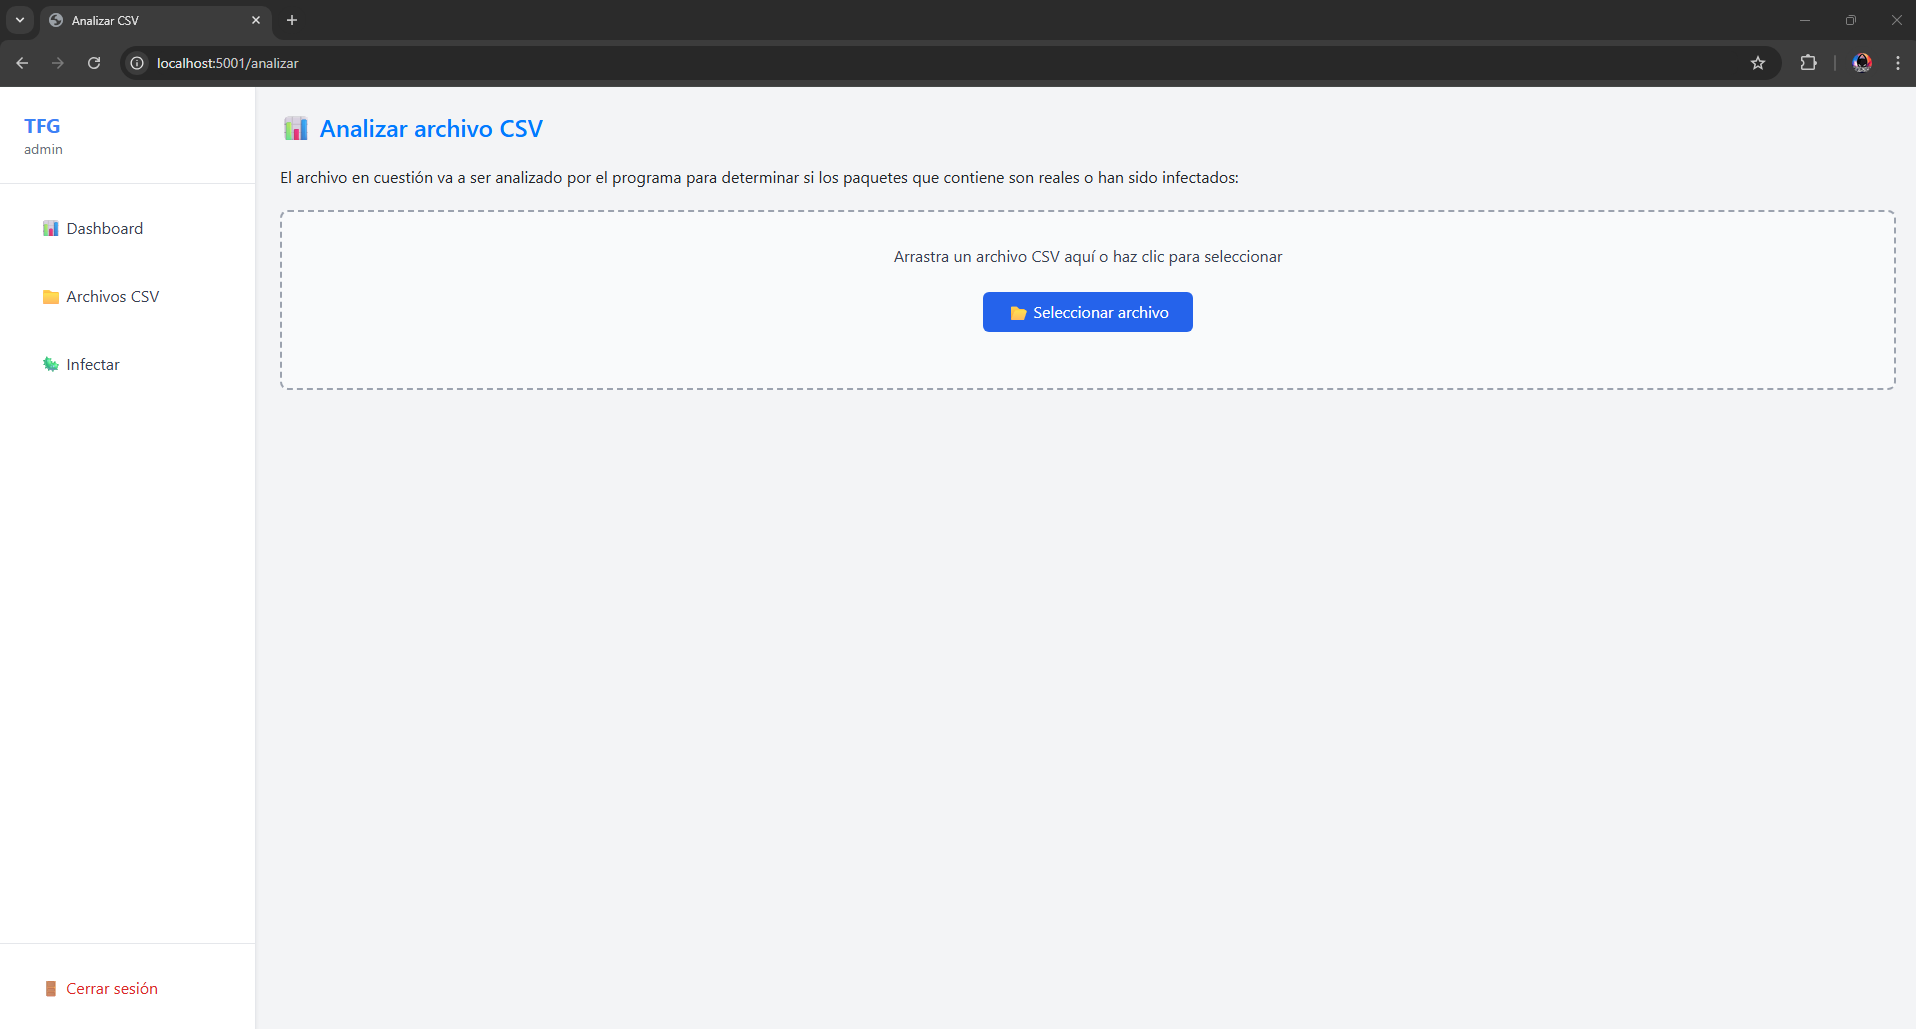 Analizar CSV
localhost:5001/analizar
TFG
admin
Dashboard
Archivos CSV
Infectar
Cerrar sesión
Analizar archivo CSV
El archivo en cuestión va a ser analizado por el programa para determinar si los paquetes que contiene son reales o han sido infectados:
Arrastra un archivo CSV aquí o haz clic para seleccionar
Seleccionar archivo